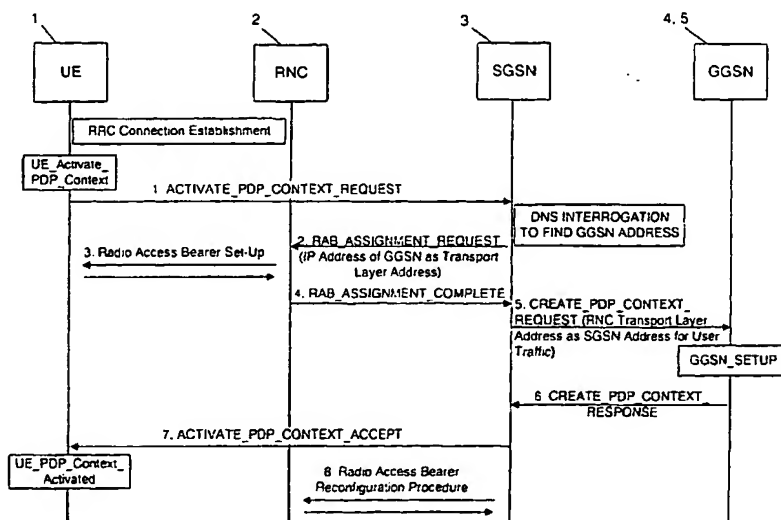 1
2
3
4, 5
UE
RNC
SGSN
GGSN
RRC Connection Establishment
UE_Activate_
PDP_Context
1 ACTIVATE_PDP_CONTEXT_REQUEST
DNS INTERROGATION
TO FIND GGSN ADDRESS
2. RAB_ASSIGNMENT_REQUEST
(IP Address of GGSN as Transport
Layer Address)
3. Radio Access Bearer Set-Up
4. RAB_ASSIGNMENT_COMPLETE
5. CREATE_PDP_CONTEXT_
REQUEST (RNC Transport Layer
Address as SGSN Address for User
Traffic)
GGSN_SETUP
6 CREATE_PDP_CONTEXT_
RESPONSE
7. ACTIVATE_PDP_CONTEXT_ACCEPT
UE_PDP_Context_
Activated
8 Radio Access Bearer
Reconfiguration Procedure